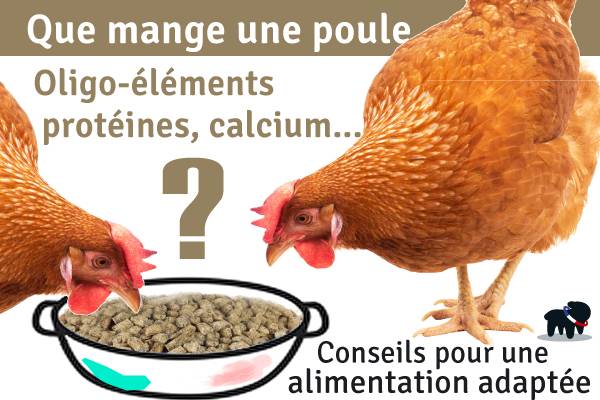 Que mange une poule
Oligo-éléments
protéines, calcium...
?
Conseils pour une
alimentation adaptée